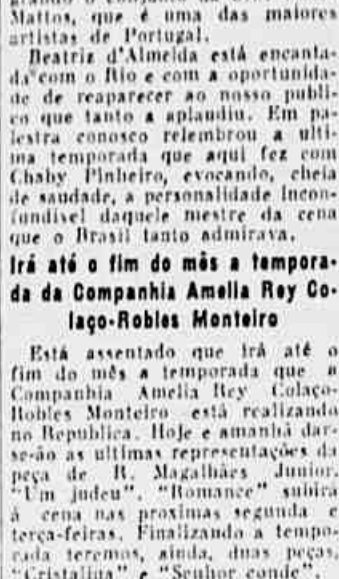 Mattos, que é uma das maiores
artistas de Portugal.
Beatriz d'Almeida está encanta-
da com o Rio e com a oportunida-
de de reaparecer ao nosso publi-
co que tanto a aplaudiu. Em pa-
lestra conosco relembrou a ulti-
ma temporada que aqui fez com
Chaby Pinheiro, evocando, cheia
de saudade, a personalidade incon-
fundivel daquele mestre da cena
que o Brasil tanto admirava.
Irá até o fim do mês a tempora-
da da Companhia Amelia Rey Co-
laço-Robles Monteiro
Está assentado que irá até o
fim do mês a temporada que a
Companhia Amelia Rey Colaço-
Robles Monteiro está realizando
no Republica. Hoje e amanhã dar-
se-ão as ultimas representações da
peça de R. Magalhães Junior.
"Um judeu". "Romance" subirá
á cena nas proximas segunda e
terça-feiras. Finalizando a tempo-
rada teremos, ainda, duas peças,
"Cristalina" e "Senhor conde".